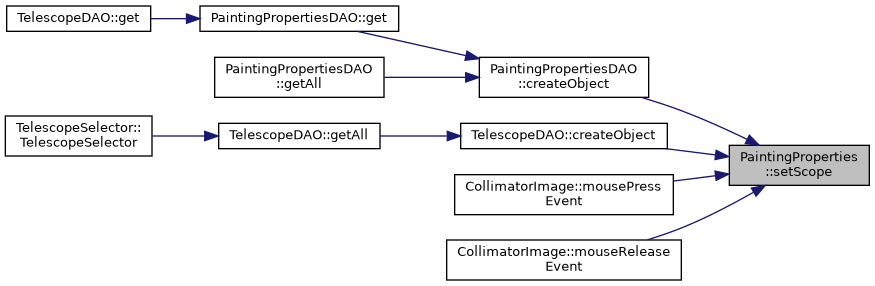 TelescopeDAO::get
PaintingPropertiesDAO::get
PaintingPropertiesDAO
::getAll
PaintingPropertiesDAO
::createObject
TelescopeSelector::
TelescopeSelector
TelescopeDAO::getAll
TelescopeDAO::createObject
PaintingProperties
::setScope
CollimatorImage::mousePress
Event
CollimatorImage::mouseRelease
Event